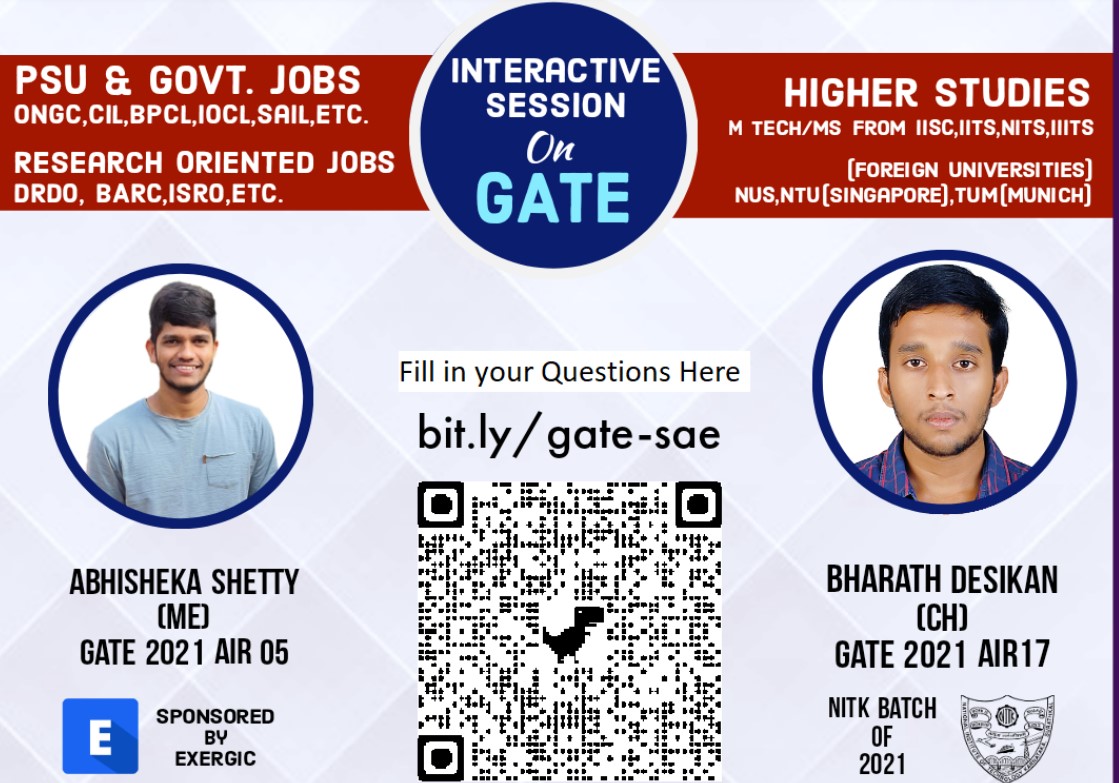 PSU & GOVT. JOBS
ONGC,CIL,BPCL,IOCL,SAIL,ETC.
RESEARCH ORIENTED JOBS
DRDO, BARC,ISRO,ETC.
INTERACTIVE
SESSION
On
GATE
HIGHER STUDIES
M TECH/MS FROM IISC,IITS,NITS,IIITS
(FOREIGN UNIVERSITIES)
NUS,NTU(SINGAPORE),TUM(MUNICH)
Fill in your Questions Here
bit.ly/gate-sae
ABHISHEKA SHETTY
(ME)
GATE 2021 AIR 05
BHARATH DESIKAN
(CH)
GATE 2021 AIR17
E
SPONSORED
BY
EXERGIC
NITK BATCH
OF
2021